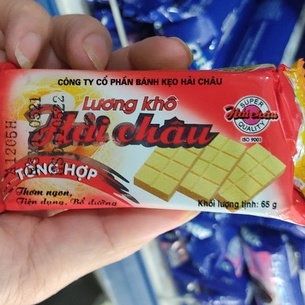 CÔNG TY CỔ PHẦN BÁNH KẸO HẢI CHÂU
Lương khô
Hải châu
SUPER
Hải châu
QUALITY
ISO 9001
TỔNG HỢP
Thơm ngon,
Tiện dụng, Bổ dưỡng
Khối lượng tịnh: 65 g